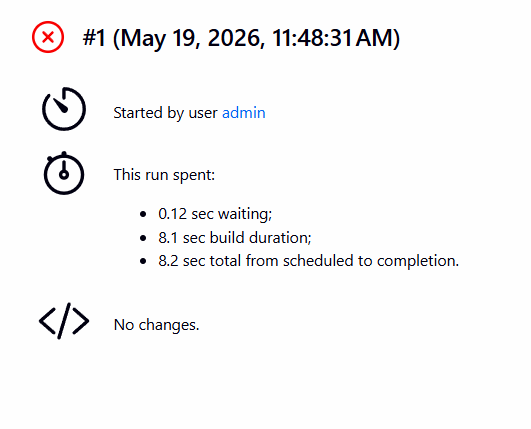 #1 (May 19, 2026, 11:48:31 AM)
Started by user admin
This run spent:
• 0.12 sec waiting;
• 8.1 sec build duration;
• 8.2 sec total from scheduled to completion.
No changes.